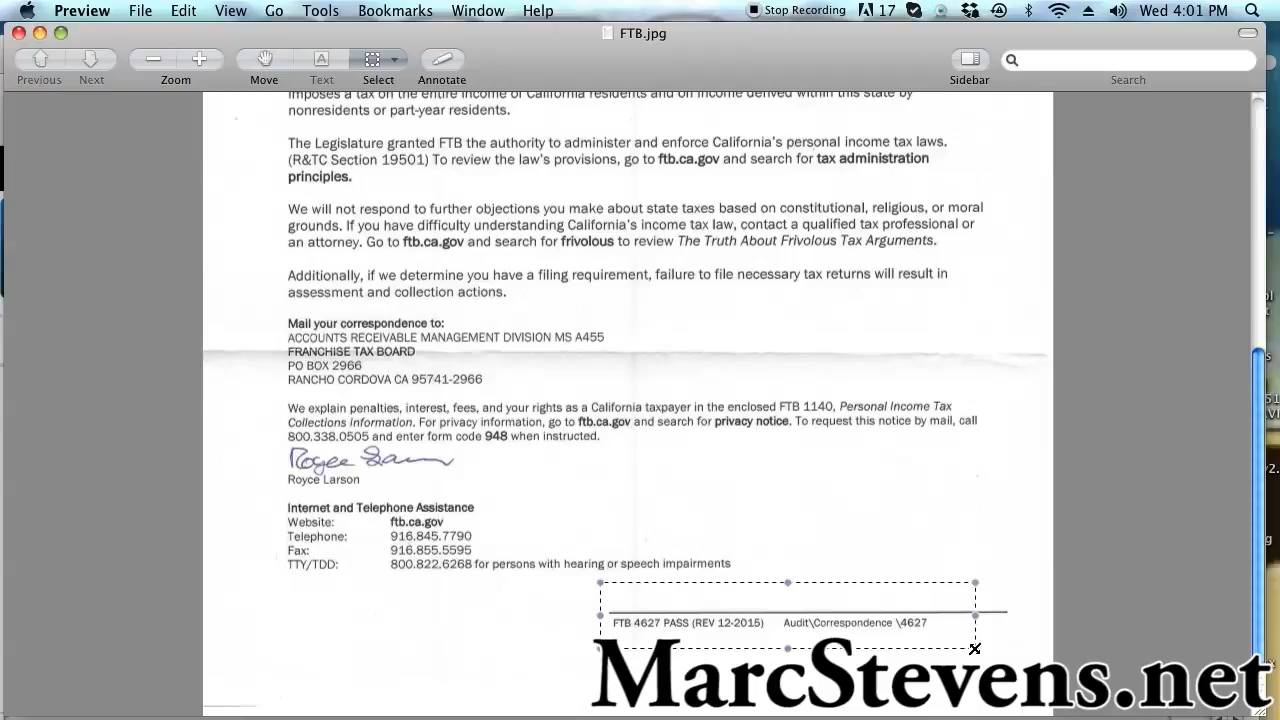 Preview File Edit View Go Tools Bookmarks Window Help Stop Recording 17 Wed 4:01 PM
FTB.jpg
Previous Next Zoom Move Text Select Annotate Sidebar Search
imposes a tax on the entire income of California residents and on income derived within this state by
nonresidents or part-year residents.
The Legislature granted FTB the authority to administer and enforce California's personal income tax laws.
(R&TC Section 19501) To review the law's provisions, go to ftb.ca.gov and search for tax administration
principles.
We will not respond to further objections you make about state taxes based on constitutional, religious, or moral
grounds. If you have difficulty understanding California's income tax law, contact a qualified tax professional or
an attorney. Go to ftb.ca.gov and search for frivolous to review The Truth About Frivolous Tax Arguments.
Additionally, if we determine you have a filing requirement, failure to file necessary tax returns will result in
assessment and collection actions.
Mail your correspondence to:
ACCOUNTS RECEIVABLE MANAGEMENT DIVISION MS A455
FRANCHISE TAX BOARD
PO BOX 2966
RANCHO CORDOVA CA 95741-2966
We explain penalties, interest, fees, and your rights as a California taxpayer in the enclosed FTB 1140, Personal Income Tax
Collections Information. For privacy information, go to ftb.ca.gov and search for privacy notice. To request this notice by mail, call
800.338.0505 and enter form code 948 when instructed.
Royce Larson
Internet and Telephone Assistance
Website: ftb.ca.gov
Telephone: 916.845.7790
Fax: 916.855.5595
TTY/TDD: 800.822.6268 for persons with hearing or speech impairments
FTB 4627 PASS (REV 12-2015) Audit\Correspondence \4627
MarcStevens.net